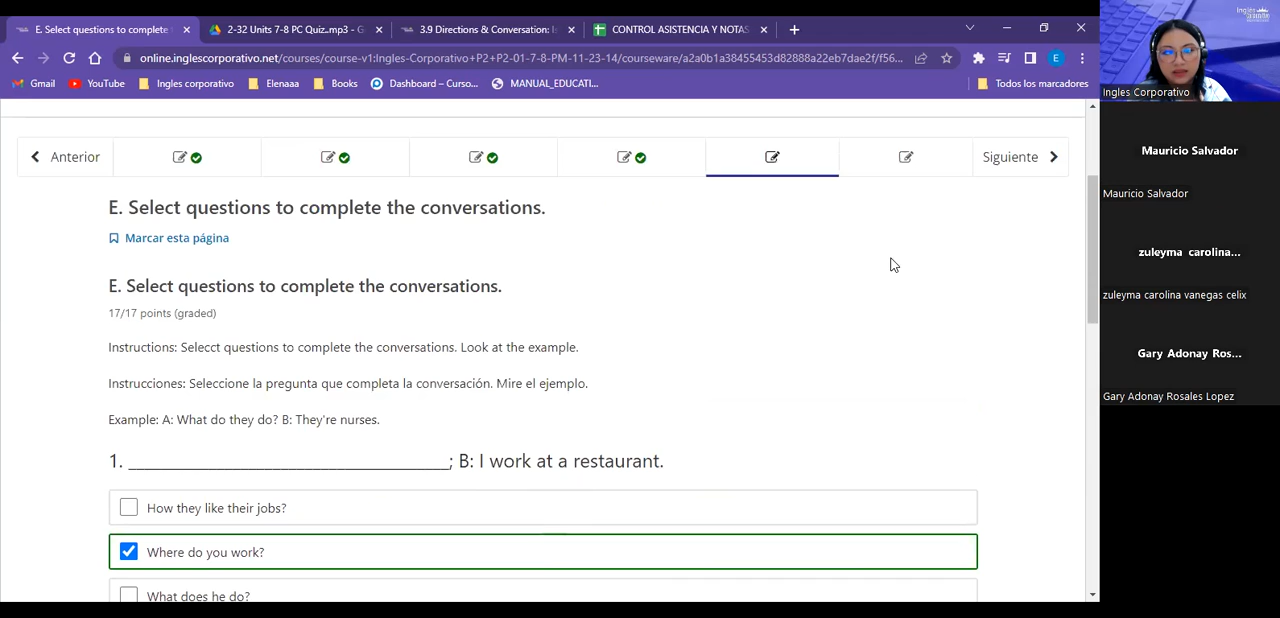 E. Select questions to complete
2-32 Units 7-8 PC Quiz..mp3 - G
3.9 Directions & Conversation: I
CONTROL ASISTENCIA Y NOTAS
online.inglescorporativo.net/courses/course-v1:Ingles-Corporativo+P2+P2-01-7-8-PM-11-23-14/courseware/a2a0b1a38455453d82888a22eb7dae2f/f56...
E
Gmail
YouTube
Ingles corporativo
Elenaaa
Books
Dashboard – Curso...
MANUAL_EDUCATI...
Todos los marcadores
Anterior
Siguiente
E. Select questions to complete the conversations.
Marcar esta página
E. Select questions to complete the conversations.
17/17 points (graded)
Instructions: Selecct questions to complete the conversations. Look at the example.
Instrucciones: Seleccione la pregunta que completa la conversación. Mire el ejemplo.
Example: A: What do they do? B: They're nurses.
1. ________________________________; B: I work at a restaurant.
How they like their jobs?
Where do you work?
What does he do?
Ingles Corporativo
Mauricio Salvador
Mauricio Salvador
zuleyma carolina...
zuleyma carolina vanegas celix
Gary Adonay Ros...
Gary Adonay Rosales Lopez